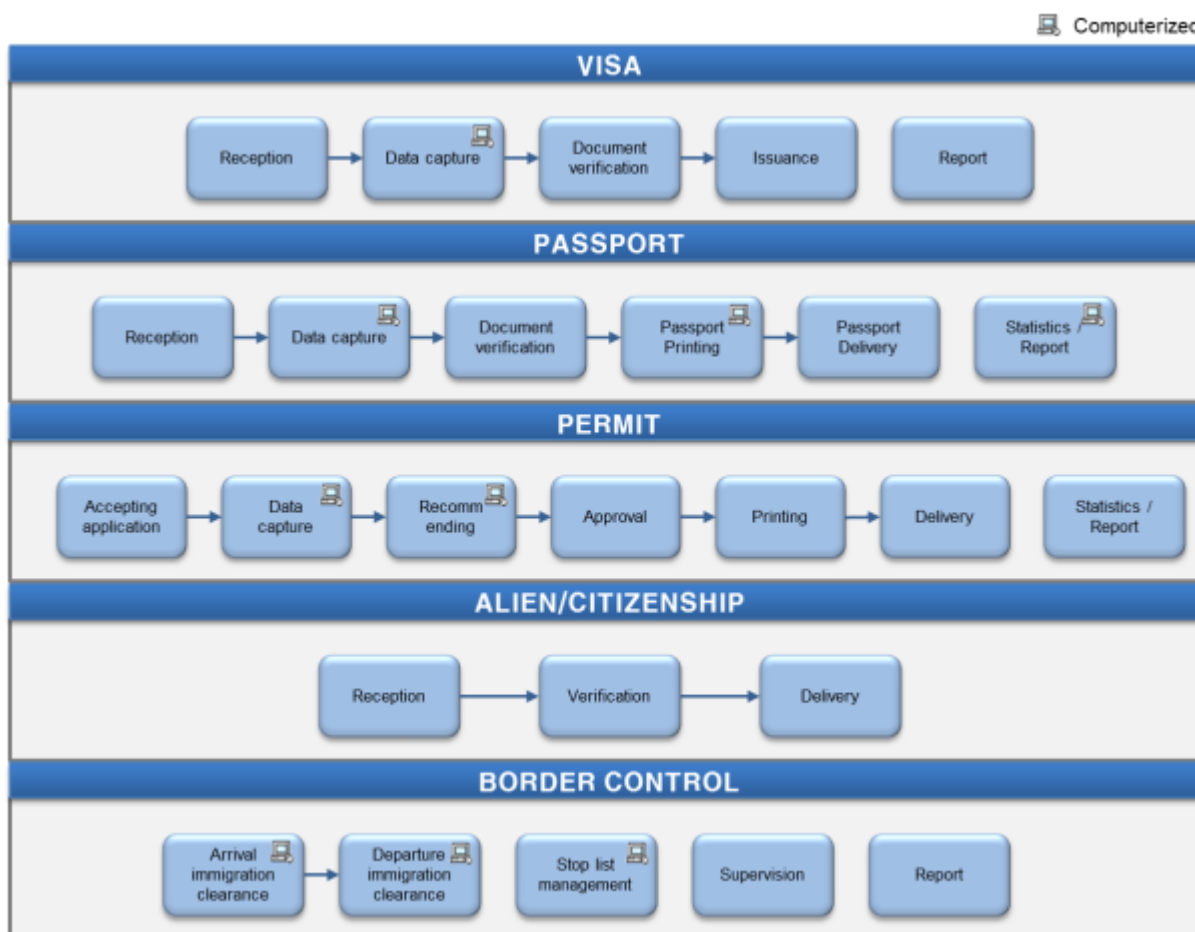 Computerized
VISA
Reception
Data capture
Document
verification
Issuance
Report
PASSPORT
Reception
Data capture
Document
verification
Passport
Printing
Passport
Delivery
Statistics /
Report
PERMIT
Accepting
application
Data
capture
Recomm
ending
Approval
Printing
Delivery
Statistics /
Report
ALIEN/CITIZENSHIP
Reception
Verification
Delivery
BORDER CONTROL
Arrival
immigration
clearance
Departure
immigration
clearance
Stop list
management
Supervision
Report